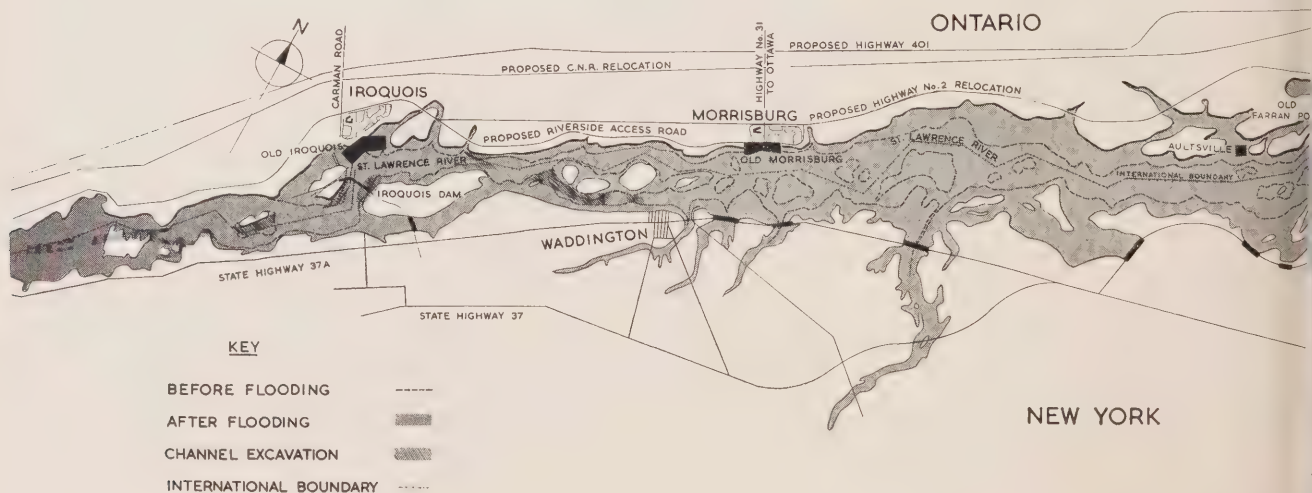 ONTARIO
N
CARMAN ROAD
HIGHWAY No. 31
TO OTTAWA
PROPOSED HIGHWAY 401
PROPOSED C.N.R. RELOCATION
IROQUOIS
MORRISBURG
PROPOSED HIGHWAY No. 2 RELOCATION
OLD
FARRAN PO
PROPOSED RIVERSIDE ACCESS ROAD
OLD IROQUOIS
ST. LAWRENCE RIVER
OLD MORRISBURG
ST. LAWRENCE RIVER
AULTSVILLE
INTERNATIONAL BOUNDARY
IROQUOIS DAM
WADDINGTON
STATE HIGHWAY 37A
STATE HIGHWAY 37
KEY
BEFORE FLOODING
AFTER FLOODING
CHANNEL EXCAVATION
INTERNATIONAL BOUNDARY
NEW YORK